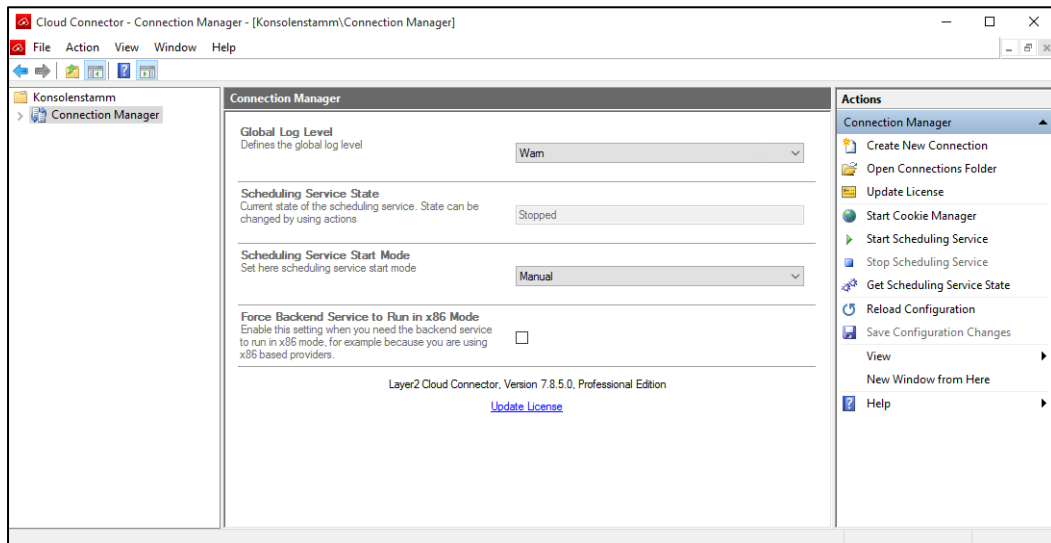 Cloud Connector - Connection Manager - [Konsolenstamm\Connection Manager]
File Action View Window Help
Konsolenstamm
Connection Manager
Connection Manager
Global Log Level
Defines the global log level
Warn
Scheduling Service State
Current state of the scheduling service. State can be
changed by using actions
Stopped
Scheduling Service Start Mode
Set here scheduling service start mode
Manual
Force Backend Service to Run in x86 Mode
Enable this setting when you need the backend service
to run in x86 mode, for example because you are using
x86 based providers.
Layer2 Cloud Connector, Version 7.8.5.0, Professional Edition
Update License
Actions
Connection Manager
Create New Connection
Open Connections Folder
Update License
Start Cookie Manager
Start Scheduling Service
Stop Scheduling Service
Get Scheduling Service State
Reload Configuration
Save Configuration Changes
View
New Window from Here
Help